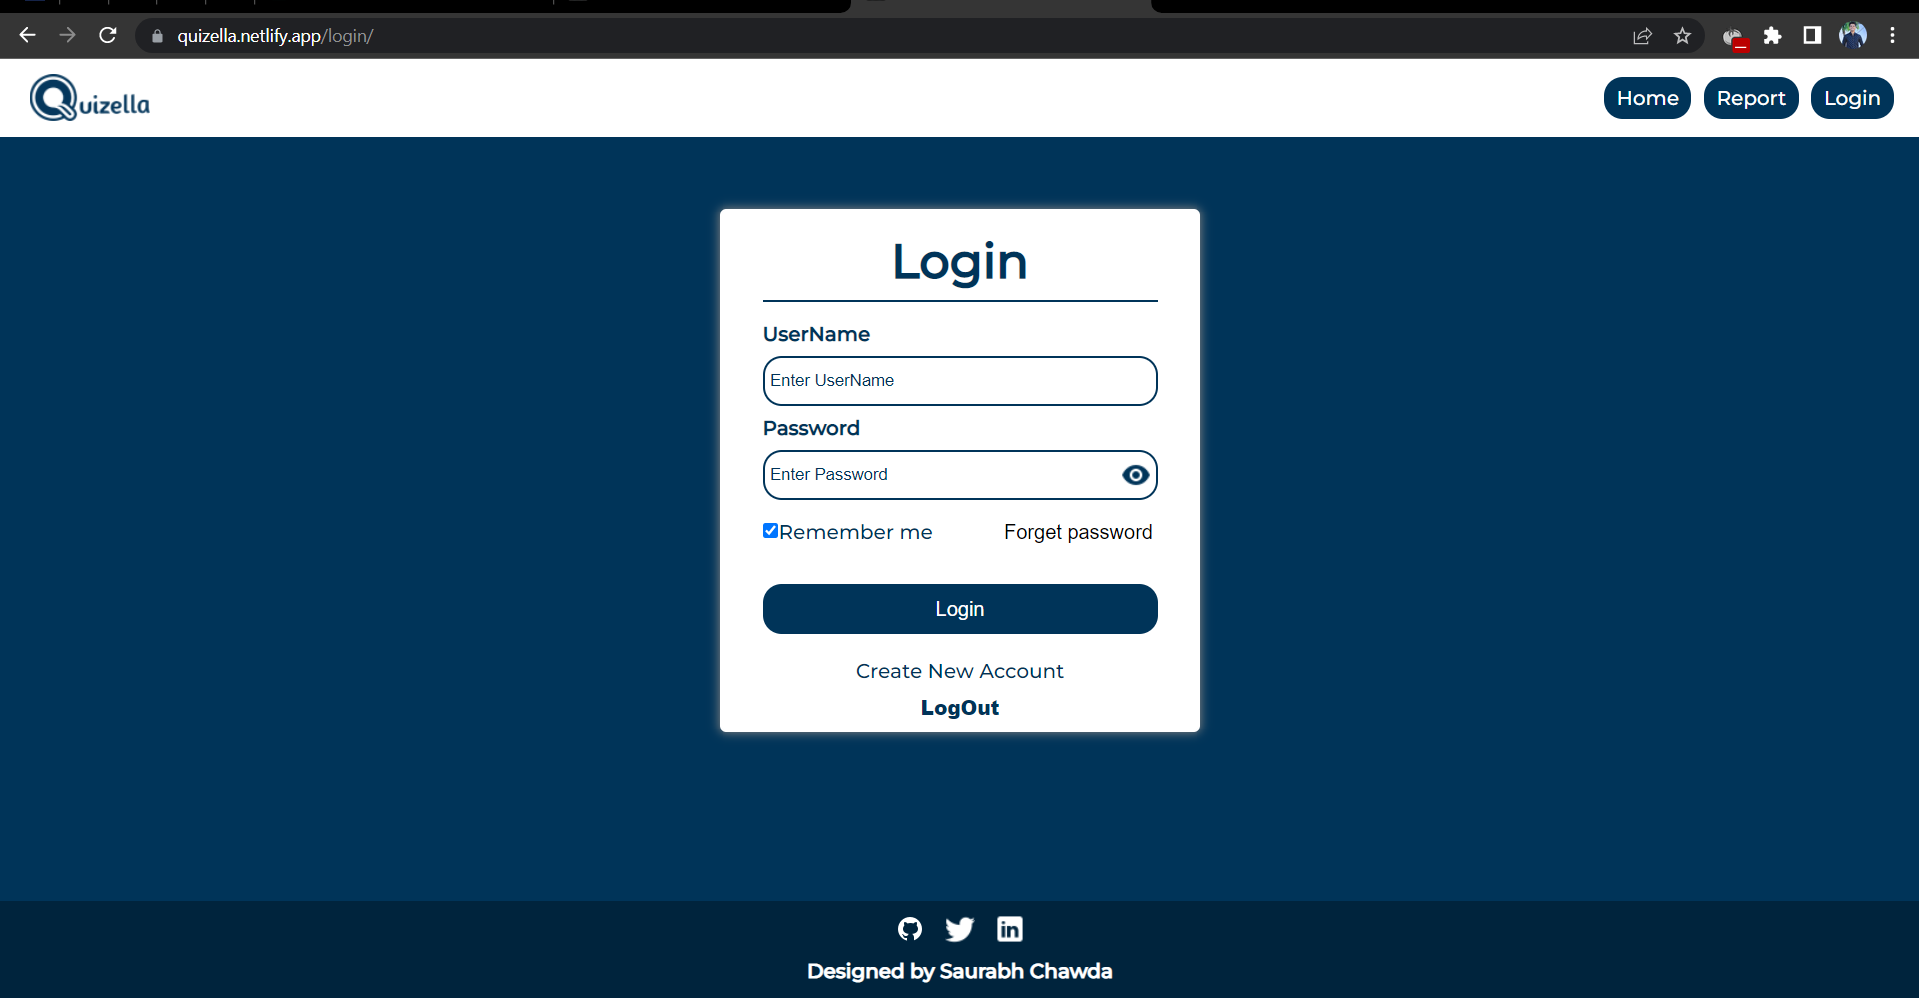 quizella.netlify.app/login/
Quizella
Home Report Login
Login
UserName
Enter UserName
Password
Enter Password
Remember me Forget password
Login
Create New Account
LogOut
in
Designed by Saurabh Chawda